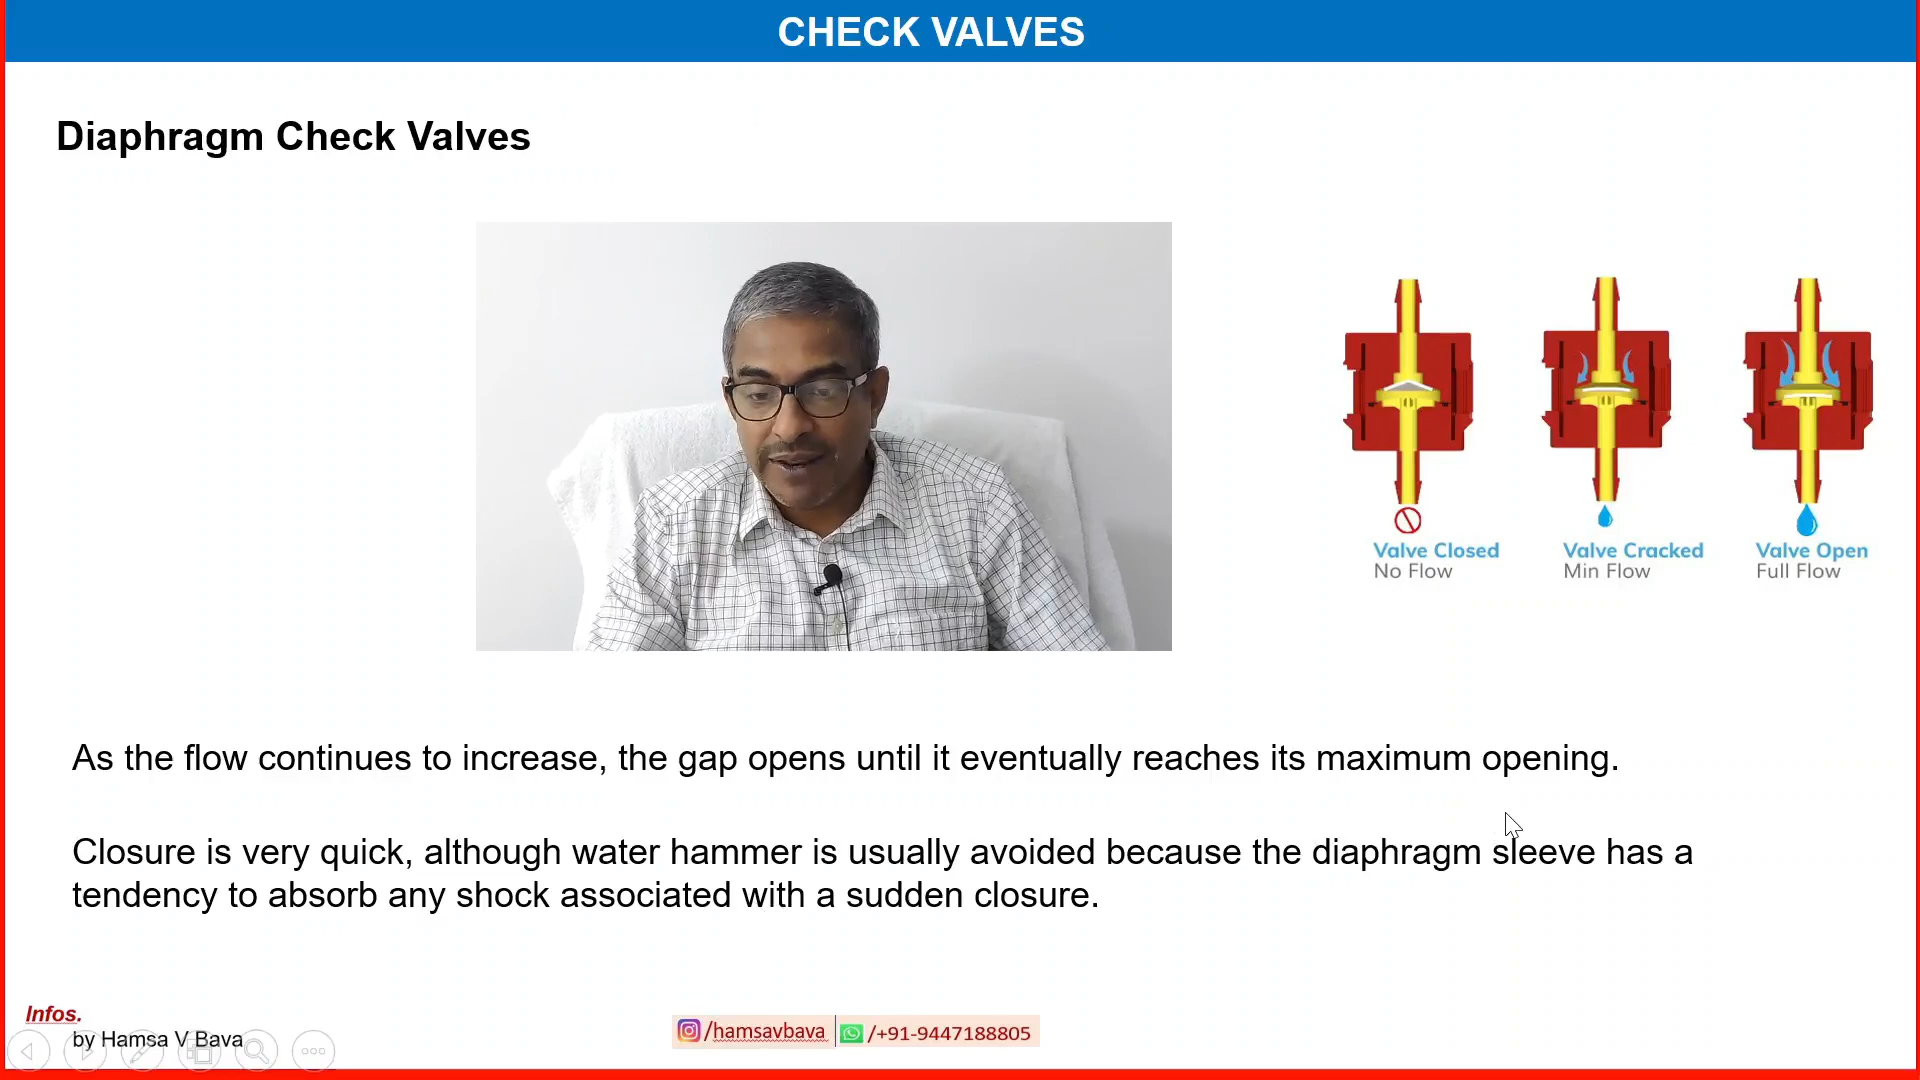 CHECK VALVES
Diaphragm Check Valves
Valve Closed
No Flow
Valve Cracked
Min Flow
Valve Open
Full Flow
As the flow continues to increase, the gap opens until it eventually reaches its maximum opening.
Closure is very quick, although water hammer is usually avoided because the diaphragm sleeve has a
tendency to absorb any shock associated with a sudden closure.
Infos.
by Hamsa V Bava
/hamsavbava
/+91-9447188805